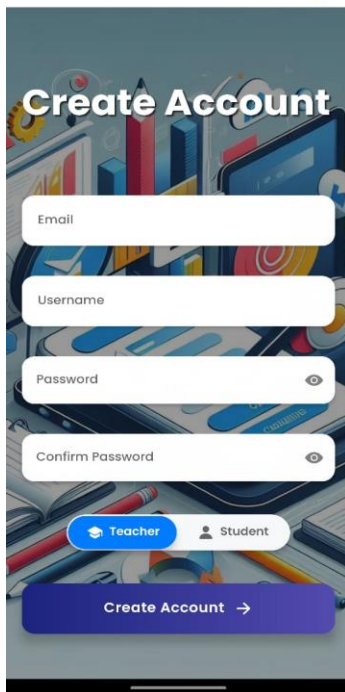 Create Account
Email
Username
Password
Confirm Password
Teacher Student
Create Account →